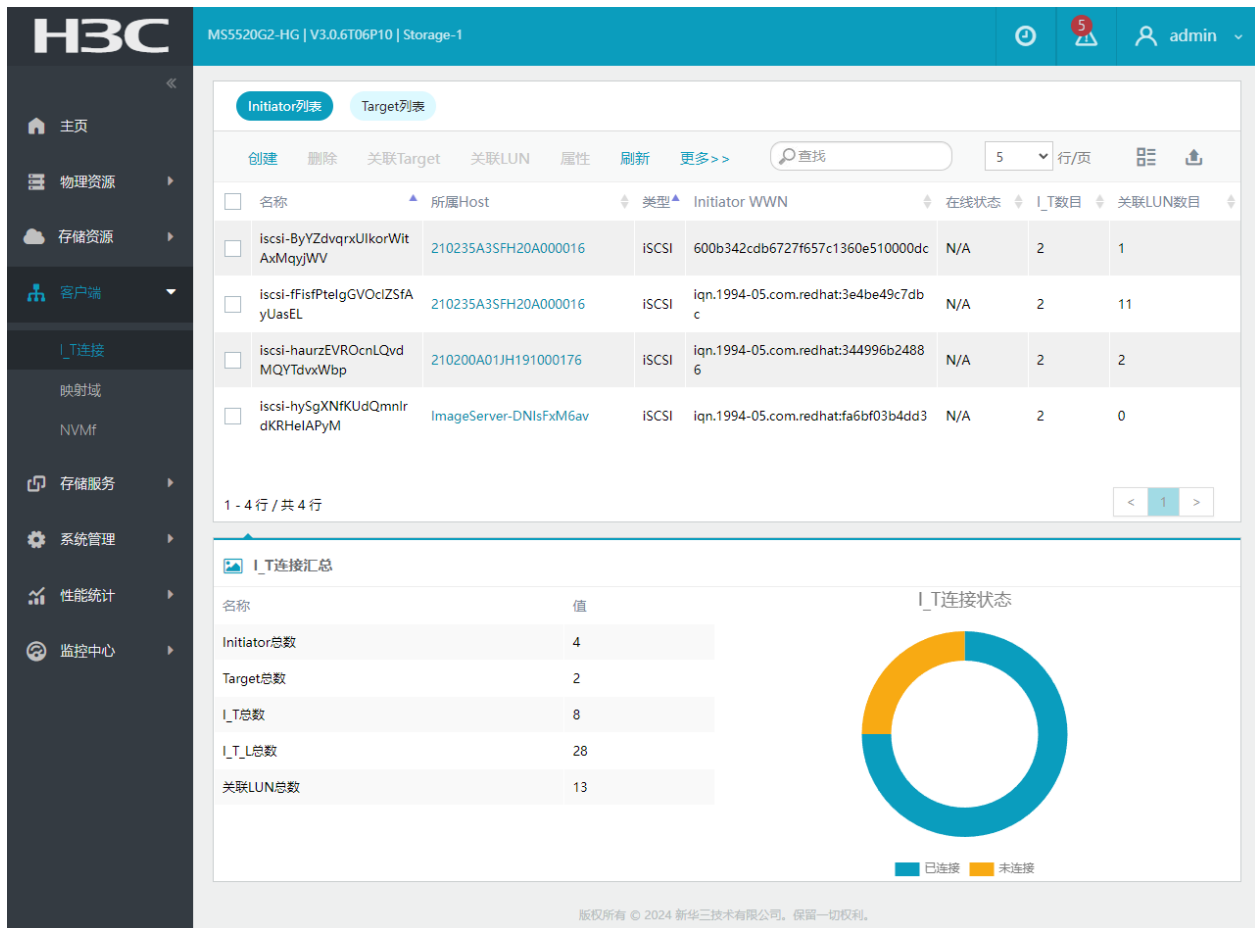 H3C
MS5520G2-HG | V3.0.6T06P10 | Storage-1
5
admin
主页
物理资源
存储资源
客户端
I_T连接
映射域
NVMf
存储服务
系统管理
性能统计
监控中心
Initiator列表 Target列表
创建 删除 关联Target 关联LUN 属性 刷新 更多>> 查找 5 行/页
名称 所属Host 类型 Initiator WWN 在线状态 I_T数目 关联LUN数目
iscsi-ByYZdvqrxUIkorWit
AxMqyjWV
210235A3SFH20A000016 iSCSI 600b342cdb6727f657c1360e510000dc N/A 2 1
iscsi-fFisfPteIgGVOclZSfA
yUasEL
210235A3SFH20A000016 iSCSI iqn.1994-05.com.redhat:3e4be49c7db
c
N/A 2 11
iscsi-haurzEVROcnLQvd
MQYTdvxWbp
210200A01JH191000176 iSCSI iqn.1994-05.com.redhat:344996b2488
6
N/A 2 2
iscsi-hySgXNfKUdQmnIr
dKRHeIAPyM
ImageServer-DNIsFxM6av iSCSI iqn.1994-05.com.redhat:fa6bf03b4dd3 N/A 2 0
1 - 4 行 / 共 4 行
< 1 >
I_T连接汇总
名称 值
Initiator总数 4
Target总数 2
I_T总数 8
I_T_L总数 28
关联LUN总数 13
I_T连接状态
已连接 未连接
版权所有 © 2024 新华三技术有限公司。保留一切权利。